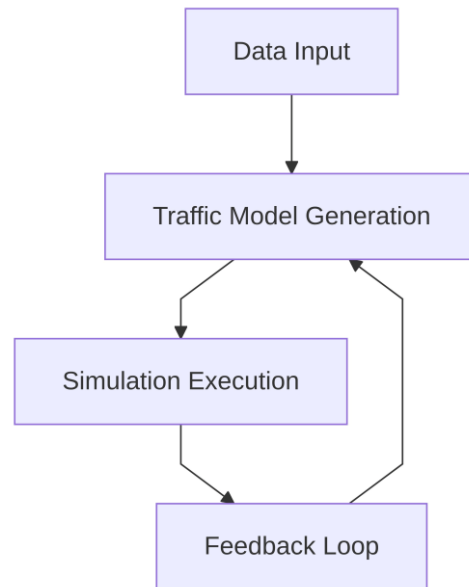 Data Input
Traffic Model Generation
Simulation Execution
Feedback Loop